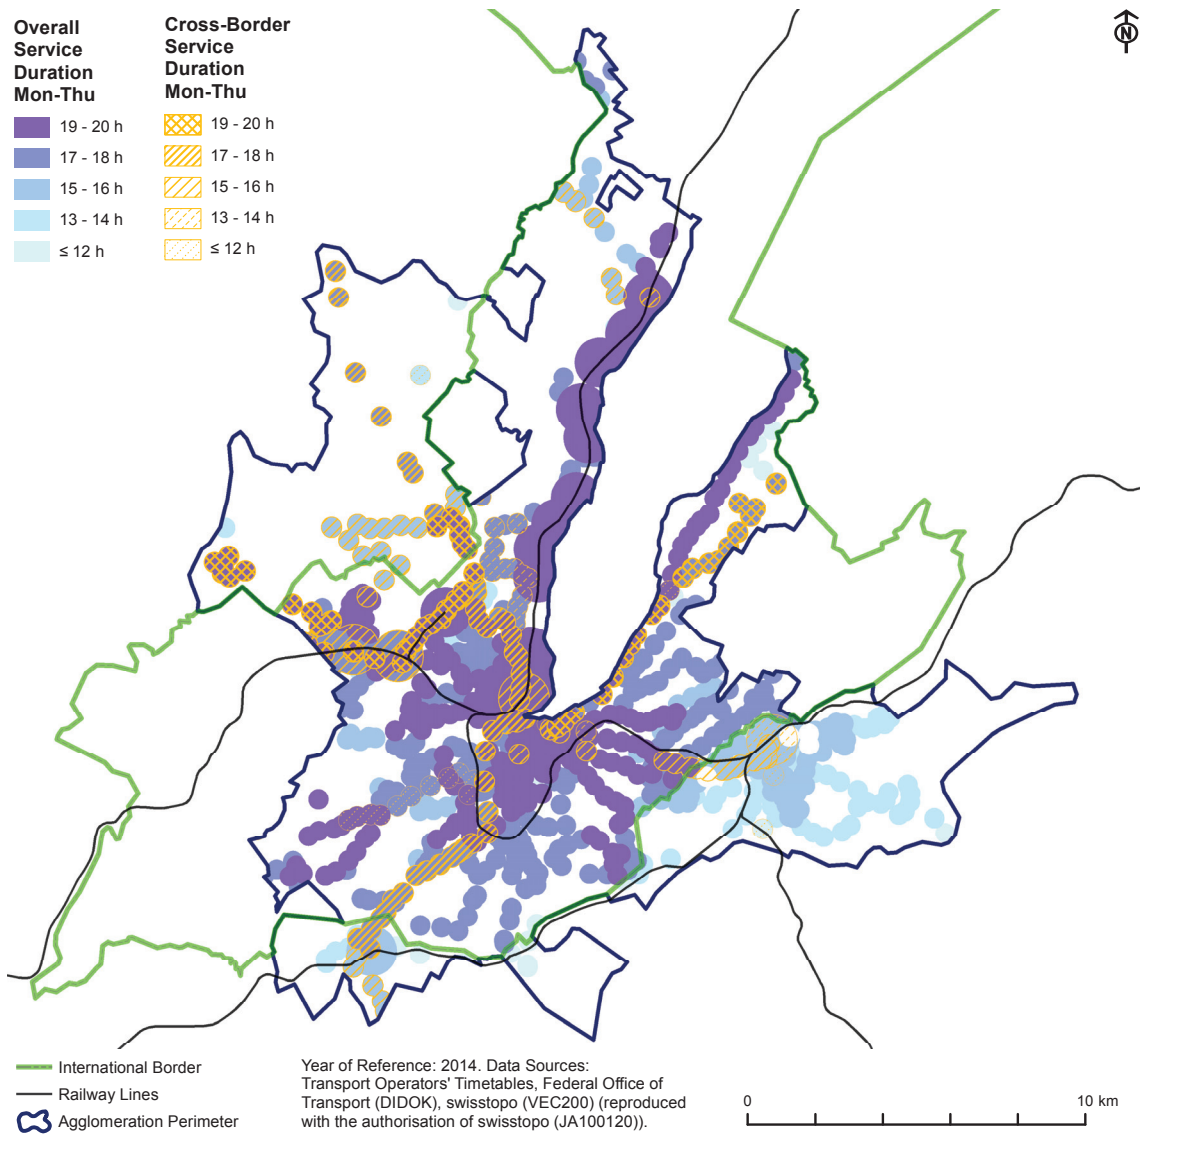 Overall
Service
Duration
Mon-Thu
19 - 20 h
17 - 18 h
15 - 16 h
13 - 14 h
≤ 12 h
Cross-Border
Service
Duration
Mon-Thu
19 - 20 h
17 - 18 h
15 - 16 h
13 - 14 h
≤ 12 h
N
International Border
Railway Lines
Agglomeration Perimeter
Year of Reference: 2014. Data Sources:
Transport Operators' Timetables, Federal Office of
Transport (DIDOK), swisstopo (VEC200) (reproduced
with the authorisation of swisstopo (JA100120)).
0
10 km